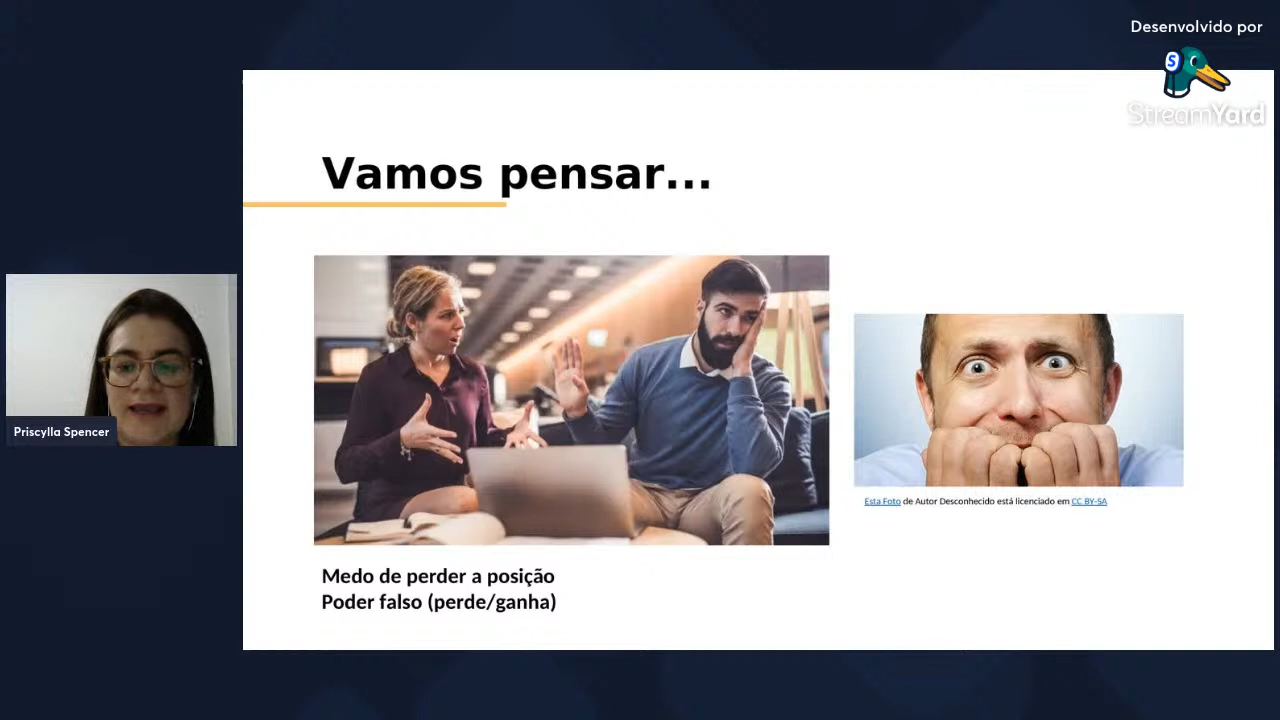 Desenvolvido por
StreamYard
Vamos pensar...
Priscylla Spencer
Esta Foto de Autor Desconhecido está licenciado em CC BY-SA
Medo de perder a posição
Poder falso (perde/ganha)